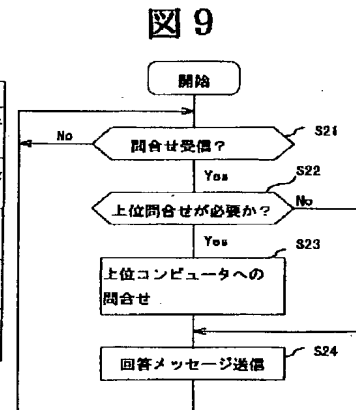 図9
開始
S21
No
問合せ受信?
Yes
S22
上位問合せが必要か?
No
Yes
S23
上位コンピュータへの
問合せ
S24
回答メッセージ送信